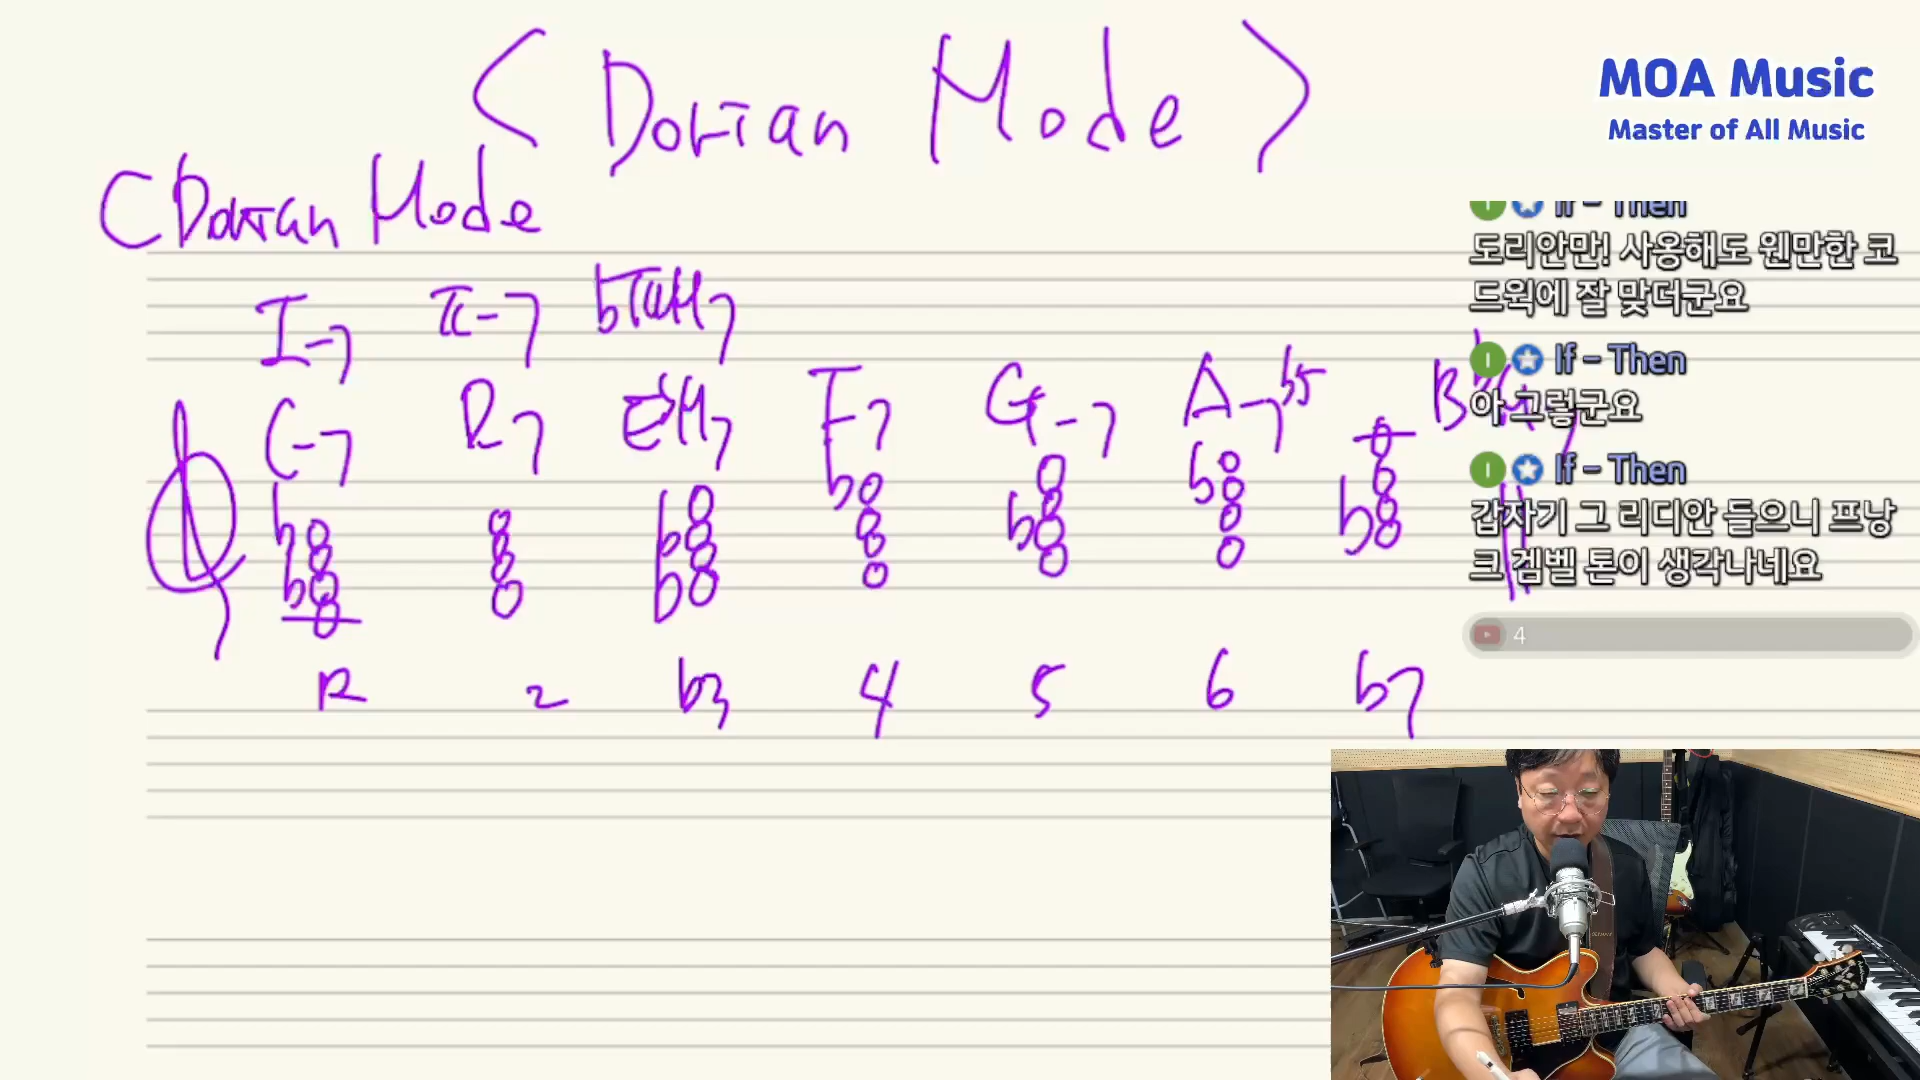 < Dorian Mode >
MOA Music
Master of All Music
C Dorian Mode
I-7 II-7 bIIIM7
C-7 D-7 EbM7 F7 G-7 A-7b5
R 2 b3 4 5 6 b7
If - Then
도리안만! 사용해도 웬만한 코
드웍에 잘 맞더군요
If - Then
아 그렇군요
If - Then
갑자기 그 리디안 들으니 프낭
크 겜벨 톤이 생각나네요
4